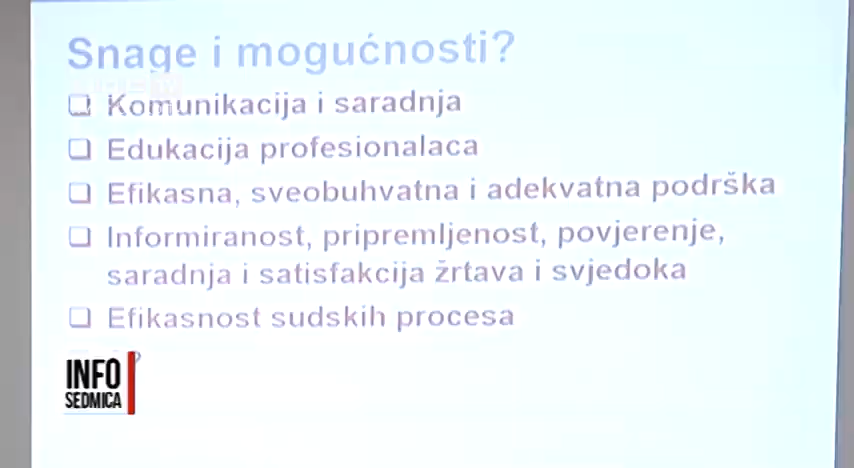 Snage i mogućnosti?
❑ Komunikacija i saradnja
❑ Edukacija profesionalaca
❑ Efikasna, sveobuhvatna i adekvatna podrška
❑ Informiranost, pripremljenost, povjerenje,
saradnja i satisfakcija žrtava i svjedoka
❑ Efikasnost sudskih procesa
INFO
SEDMICA